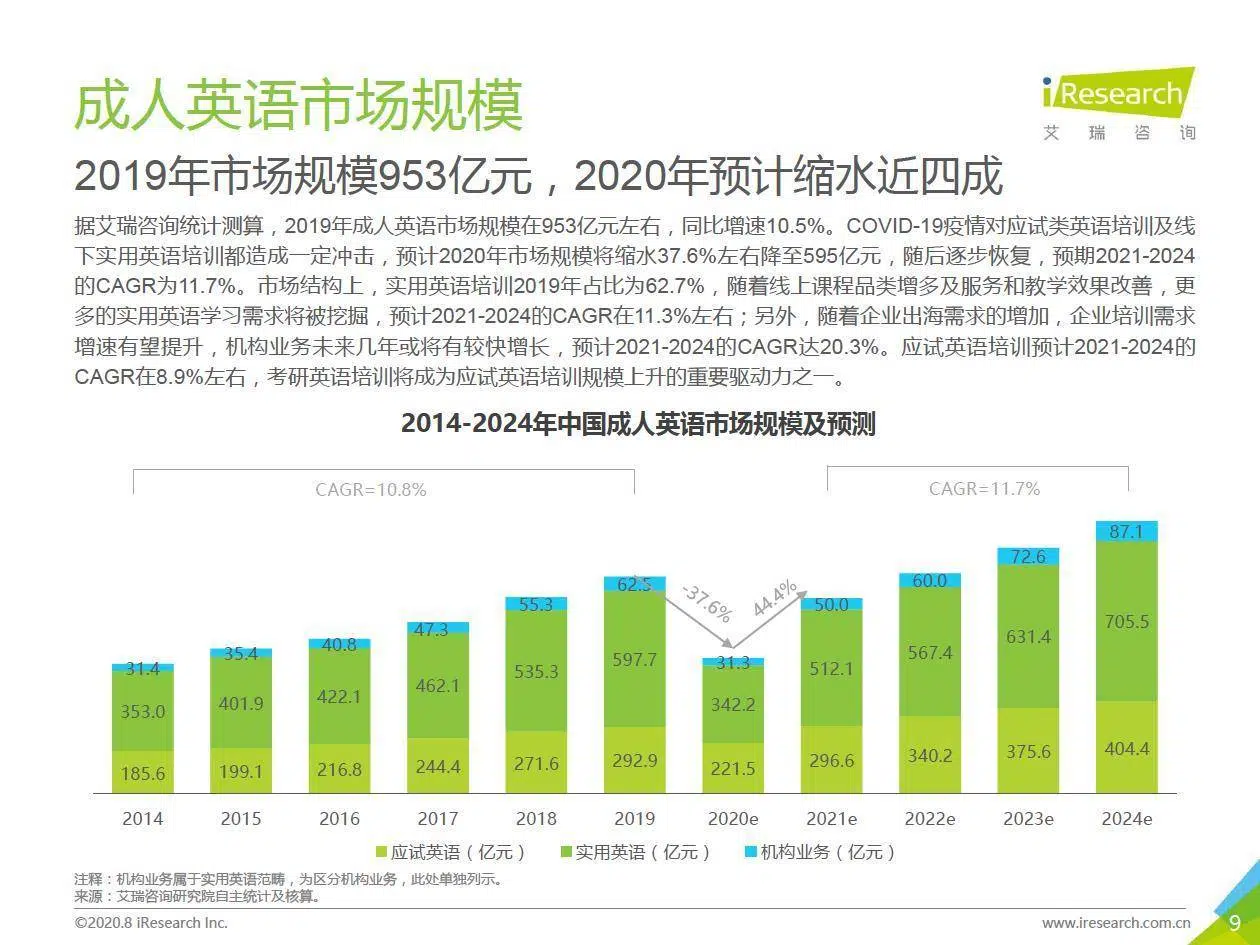 成人英语市场规模
iResearch
艾 瑞 咨 询
2019年市场规模953亿元，2020年预计缩水近四成
据艾瑞咨询统计测算，2019年成人英语市场规模在953亿元左右，同比增速10.5%。COVID-19疫情对应试类英语培训及线
下实用英语培训都造成一定冲击，预计2020年市场规模将缩水37.6%左右降至595亿元，随后逐步恢复，预期2021-2024
的CAGR为11.7%。市场结构上，实用英语培训2019年占比为62.7%，随着线上课程品类增多及服务和教学效果改善，更
多的实用英语学习需求将被挖掘，预计2021-2024的CAGR在11.3%左右；另外，随着企业出海需求的增加，企业培训需求
增速有望提升，机构业务未来几年或将有较快增长，预计2021-2024的CAGR达20.3%。应试英语培训预计2021-2024的
CAGR在8.9%左右，考研英语培训将成为应试英语培训规模上升的重要驱动力之一。
2014-2024年中国成人英语市场规模及预测
CAGR=10.8% CAGR=11.7%
-37.6% 44.4%
31.4 35.4 40.8 47.3 55.3 62.5 31.3 50.0 60.0 72.6 87.1
353.0 401.9 422.1 462.1 535.3 597.7 342.2 512.1 567.4 631.4 705.5
185.6 199.1 216.8 244.4 271.6 292.9 221.5 296.6 340.2 375.6 404.4
2014 2015 2016 2017 2018 2019 2020e 2021e 2022e 2023e 2024e
应试英语（亿元） 实用英语（亿元） 机构业务（亿元）
注释：机构业务属于实用英语范畴，为区分机构业务，此处单独列示。
来源：艾瑞咨询研究院自主统计及核算。
©2020.8 iResearch Inc. www.iresearch.com.cn 9